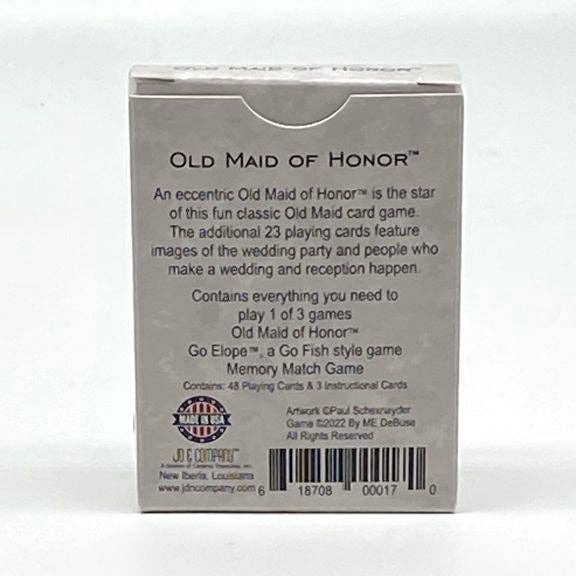 OLD MAID OF HONOR™
OLD MAID OF HONOR™
An eccentric Old Maid of Honor™ is the star
of this fun classic Old Maid card game.
The additional 23 playing cards feature
images of the wedding party and people who
make a wedding and reception happen.
Contains everything you need to
play 1 of 3 games
Old Maid of Honor™
Go Elope™, a Go Fish style game
Memory Match Game
Contains: 48 Playing Cards & 3 Instructional Cards
MADE IN USA
Artwork ©Paul Schexnayder
Game ©2022 By ME DeBuse
All Rights Reserved
JD & COMPANY™
A division of
New Iberia, Louisiana
www.jdncompany.com
6 18708 00017 0